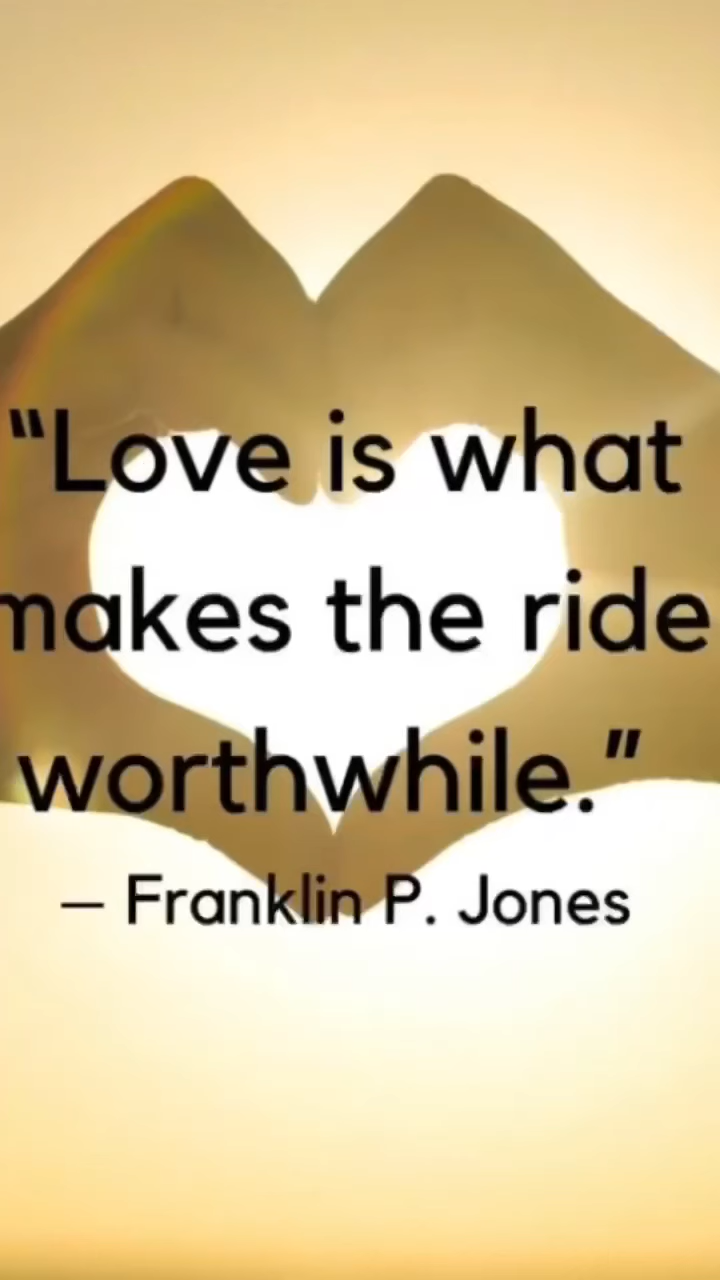 “Love is what
makes the ride
worthwhile.”
— Franklin P. Jones